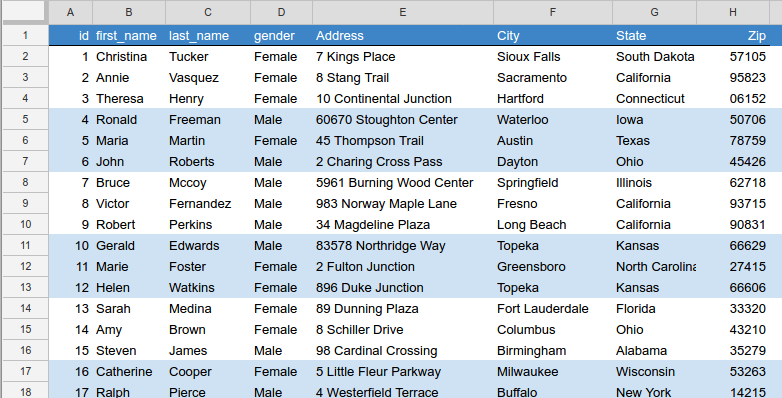 A B C D E F G H
1 id first_name last_name gender Address City State Zip
2 1 Christina Tucker Female 7 Kings Place Sioux Falls South Dakota 57105
3 2 Annie Vasquez Female 8 Stang Trail Sacramento California 95823
4 3 Theresa Henry Female 10 Continental Junction Hartford Connecticut 06152
5 4 Ronald Freeman Male 60670 Stoughton Center Waterloo Iowa 50706
6 5 Maria Martin Female 45 Thompson Trail Austin Texas 78759
7 6 John Roberts Male 2 Charing Cross Pass Dayton Ohio 45426
8 7 Bruce Mccoy Male 5961 Burning Wood Center Springfield Illinois 62718
9 8 Victor Fernandez Male 983 Norway Maple Lane Fresno California 93715
10 9 Robert Perkins Male 34 Magdeline Plaza Long Beach California 90831
11 10 Gerald Edwards Male 83578 Northridge Way Topeka Kansas 66629
12 11 Marie Foster Female 2 Fulton Junction Greensboro North Carolina 27415
13 12 Helen Watkins Female 896 Duke Junction Topeka Kansas 66606
14 13 Sarah Medina Female 89 Dunning Plaza Fort Lauderdale Florida 33320
15 14 Amy Brown Female 8 Schiller Drive Columbus Ohio 43210
16 15 Steven James Male 98 Cardinal Crossing Birmingham Alabama 35279
17 16 Catherine Cooper Female 5 Little Fleur Parkway Milwaukee Wisconsin 53263
18 17 Ralph Pierce Male 4 Westerfield Terrace Buffalo New York 14215